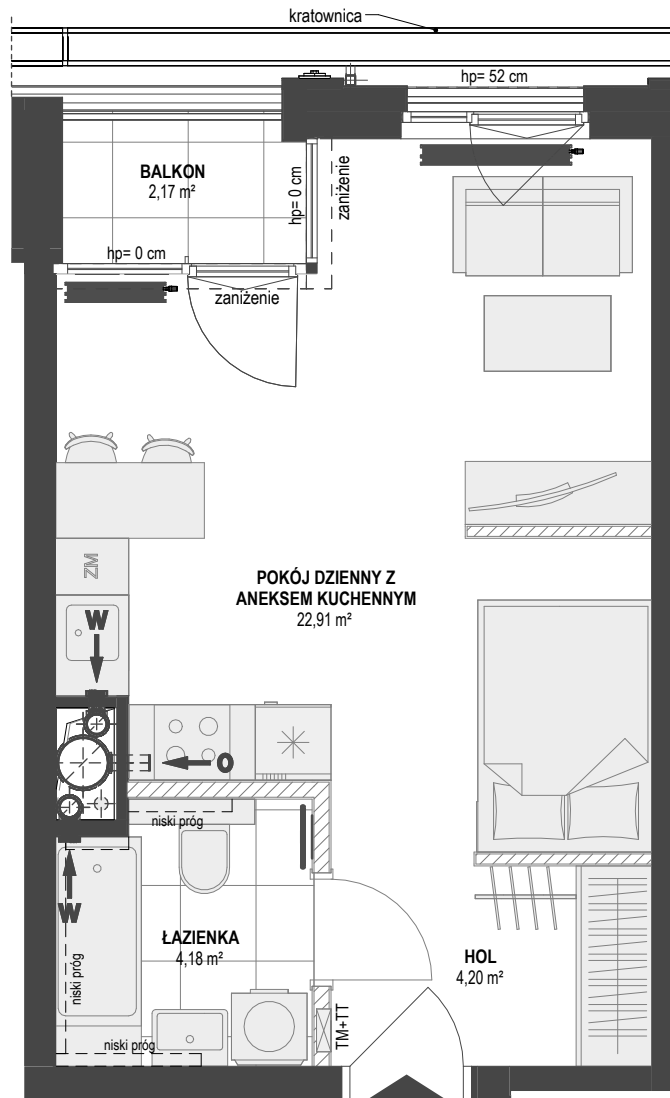 kratownica
hp= 52 cm
BALKON
2,17 m²
hp= 0 cm
zaniżenie
hp= 0 cm
zaniżenie
ZM
POKÓJ DZIENNY Z
ANEKSEM KUCHENNYM
22,91 m²
W
O
niski próg
W
ŁAZIENKA
4,18 m²
HOL
4,20 m²
niski próg
TM+TT
niski próg